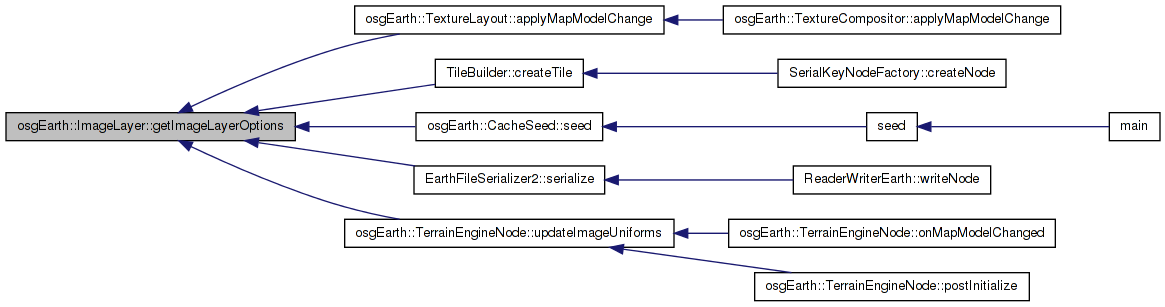 osgEarth::TextureLayout::applyMapModelChange
osgEarth::TextureCompositor::applyMapModelChange
TileBuilder::createTile
SerialKeyNodeFactory::createNode
osgEarth::ImageLayer::getImageLayerOptions
osgEarth::CacheSeed::seed
seed
main
EarthFileSerializer2::serialize
ReaderWriterEarth::writeNode
osgEarth::TerrainEngineNode::updateImageUniforms
osgEarth::TerrainEngineNode::onMapModelChanged
osgEarth::TerrainEngineNode::postInitialize